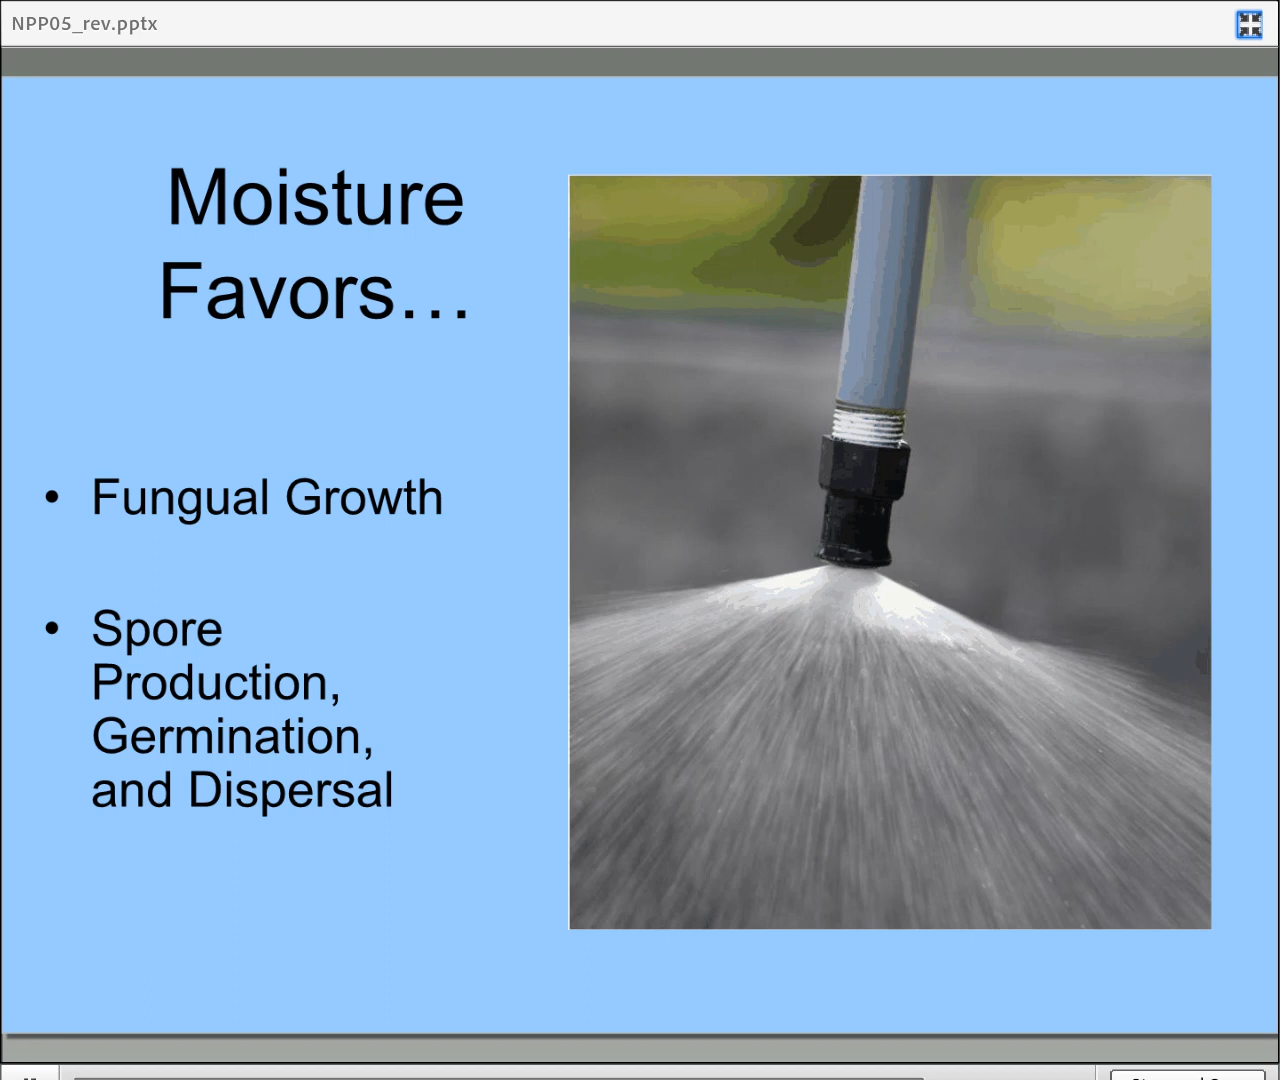 NPP05_rev.pptx
Moisture
Favors…
• Fungual Growth
• Spore
Production,
Germination,
and Dispersal